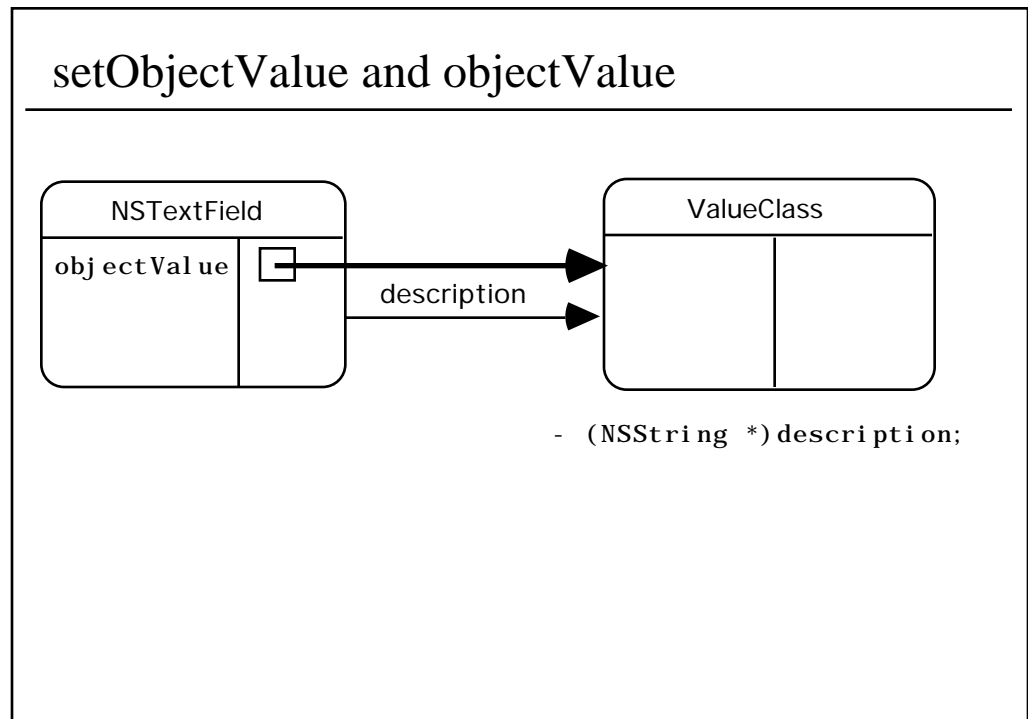 setObjectValue and objectValue
NSTextField
ValueClass
objectValue
description
- (NSString *)description;